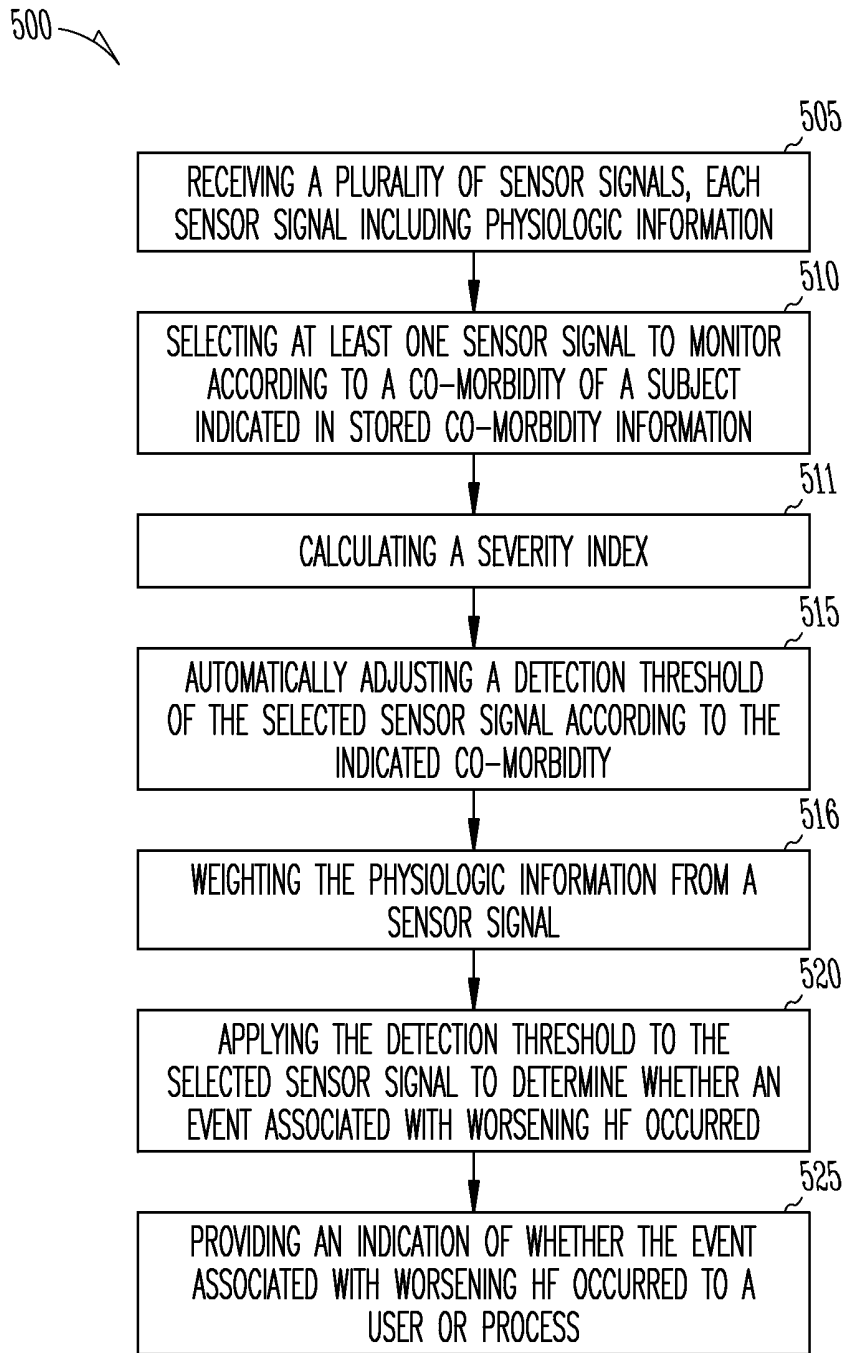 500
505
RECEIVING A PLURALITY OF SENSOR SIGNALS, EACH
SENSOR SIGNAL INCLUDING PHYSIOLOGIC INFORMATION
510
SELECTING AT LEAST ONE SENSOR SIGNAL TO MONITOR
ACCORDING TO A CO-MORBIDITY OF A SUBJECT
INDICATED IN STORED CO-MORBIDITY INFORMATION
511
CALCULATING A SEVERITY INDEX
515
AUTOMATICALLY ADJUSTING A DETECTION THRESHOLD
OF THE SELECTED SENSOR SIGNAL ACCORDING TO THE
INDICATED CO-MORBIDITY
516
WEIGHTING THE PHYSIOLOGIC INFORMATION FROM A
SENSOR SIGNAL
520
APPLYING THE DETECTION THRESHOLD TO THE
SELECTED SENSOR SIGNAL TO DETERMINE WHETHER AN
EVENT ASSOCIATED WITH WORSENING HF OCCURRED
525
PROVIDING AN INDICATION OF WHETHER THE EVENT
ASSOCIATED WITH WORSENING HF OCCURRED TO A
USER OR PROCESS